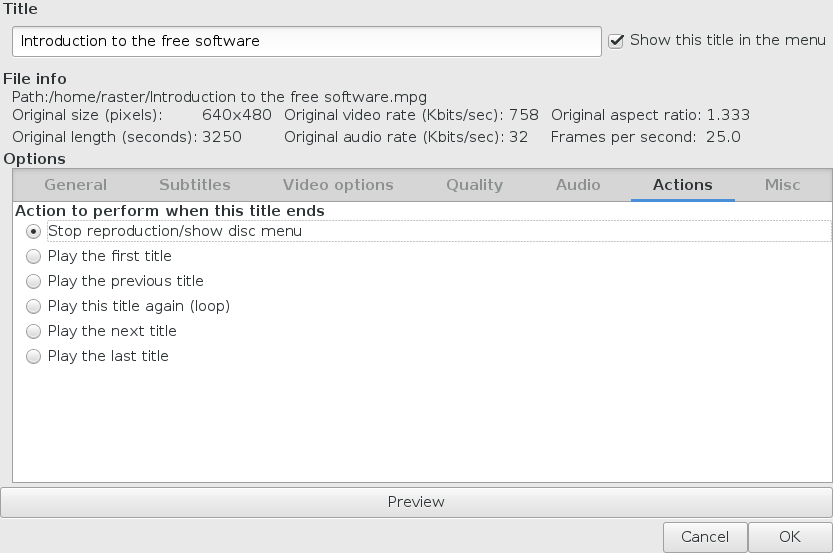 Title
Introduction to the free software
Show this title in the menu
File info
Path:/home/raster/Introduction to the free software.mpg
Original size (pixels): 640x480 Original video rate (Kbits/sec): 758 Original aspect ratio: 1.333
Original length (seconds): 3250 Original audio rate (Kbits/sec): 32 Frames per second: 25.0
Options
General Subtitles Video options Quality Audio Actions Misc
Action to perform when this title ends
Stop reproduction/show disc menu
Play the first title
Play the previous title
Play this title again (loop)
Play the next title
Play the last title
Preview
Cancel OK